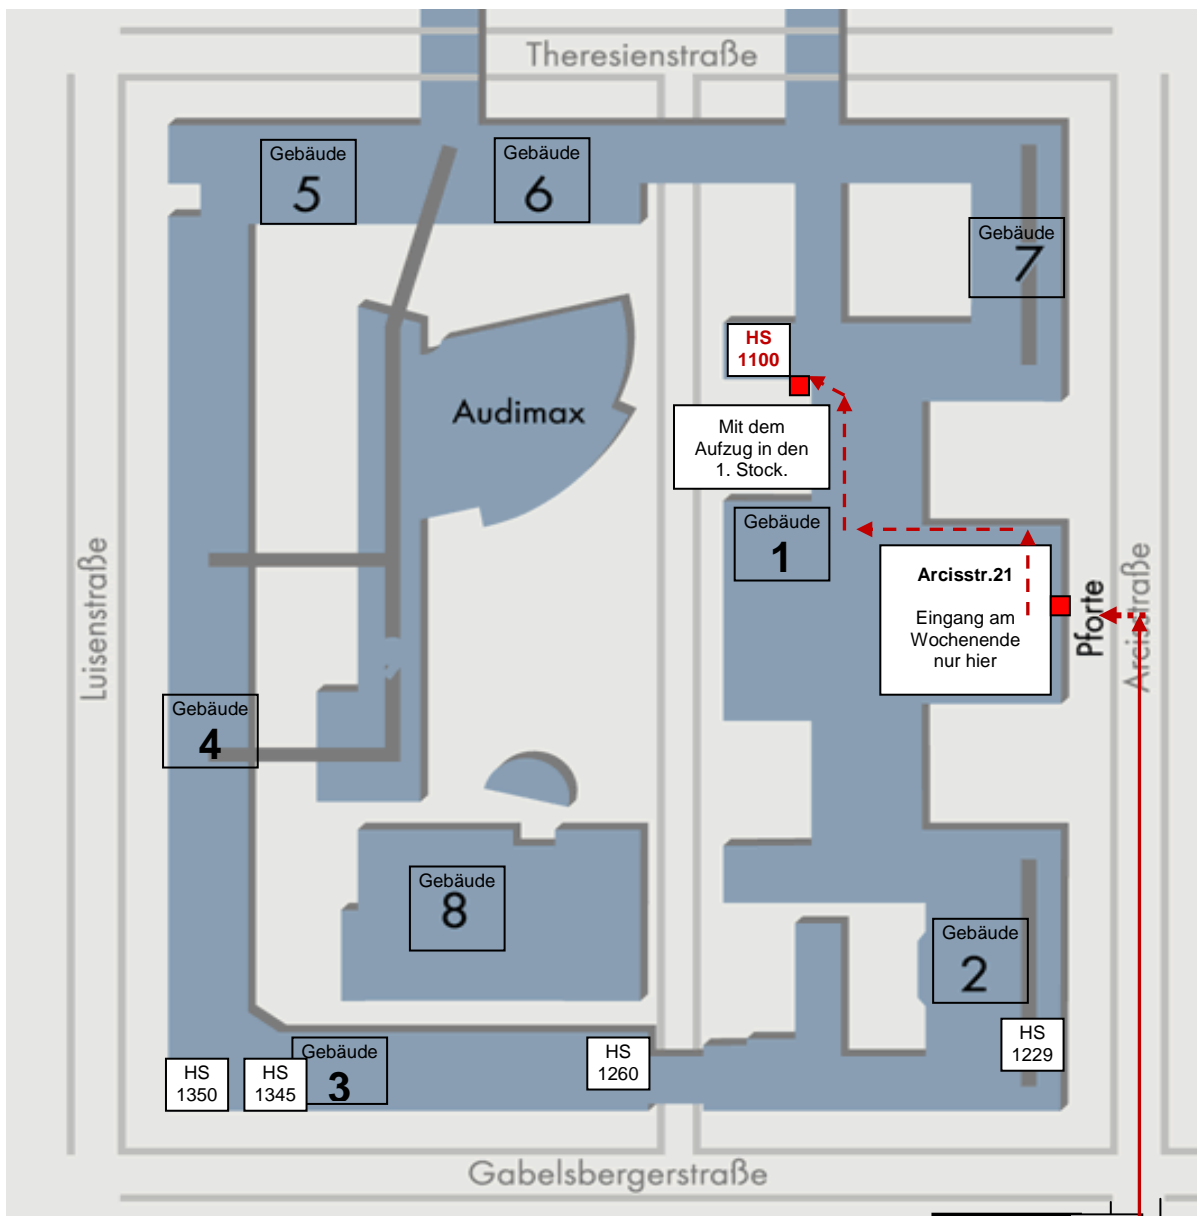 Theresienstraße
Gebäude
5
Gebäude
6
Gebäude
7
HS
1100
Audimax
Mit dem
Aufzug in den
1. Stock.
Gebäude
1
Arcisstr.21
Eingang am
Wochenende
nur hier
Pforte
Arcisstraße
Luisenstraße
Gebäude
4
Gebäude
8
Gebäude
2
HS
1229
HS
1260
Gebäude
3
HS
1350
HS
1345
Gabelsbergerstraße